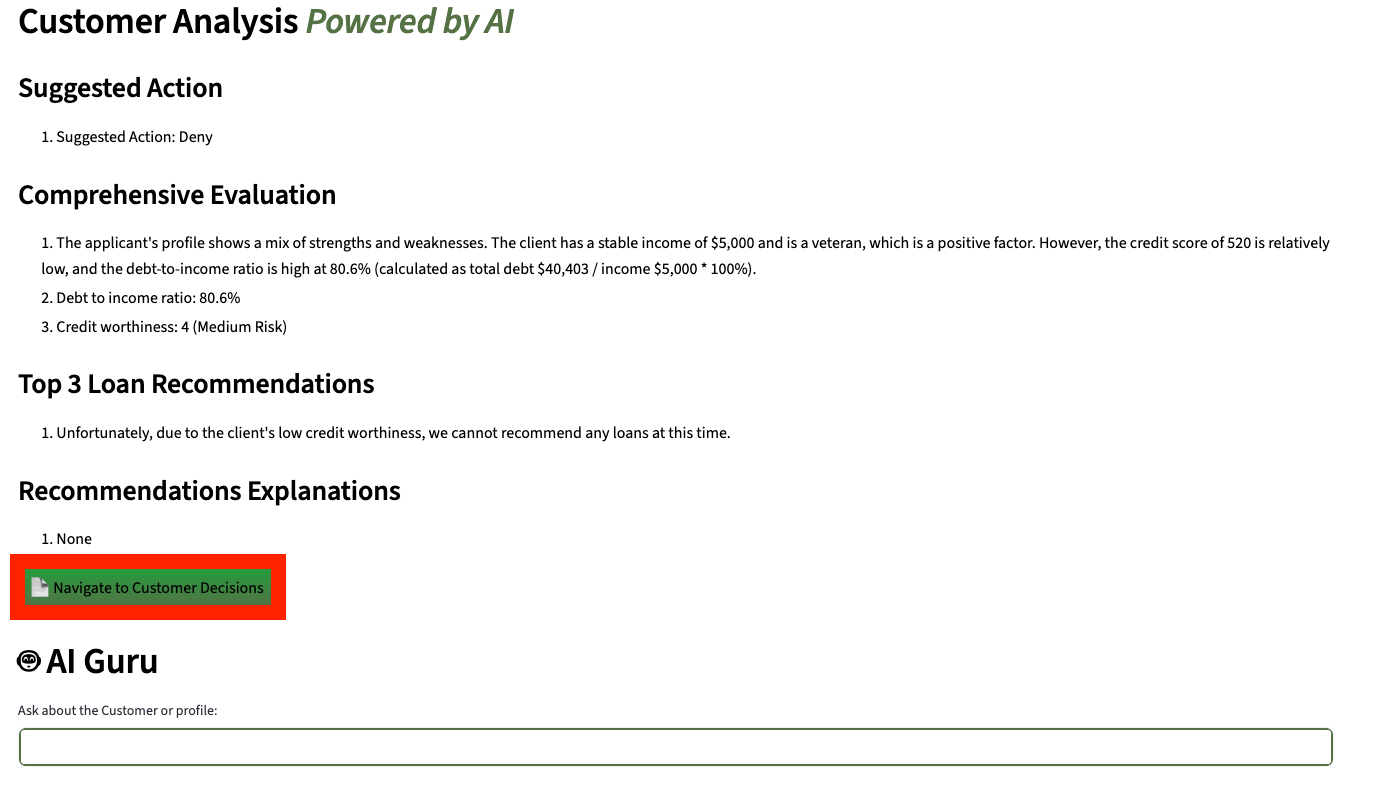 Customer Analysis Powered by AI
Suggested Action
1. Suggested Action: Deny
Comprehensive Evaluation
1. The applicant's profile shows a mix of strengths and weaknesses. The client has a stable income of $5,000 and is a veteran, which is a positive factor. However, the credit score of 520 is relatively
low, and the debt-to-income ratio is high at 80.6% (calculated as total debt $40,403 / income $5,000 * 100%).
2. Debt to income ratio: 80.6%
3. Credit worthiness: 4 (Medium Risk)
Top 3 Loan Recommendations
1. Unfortunately, due to the client's low credit worthiness, we cannot recommend any loans at this time.
Recommendations Explanations
1. None
Navigate to Customer Decisions
AI Guru
Ask about the Customer or profile: